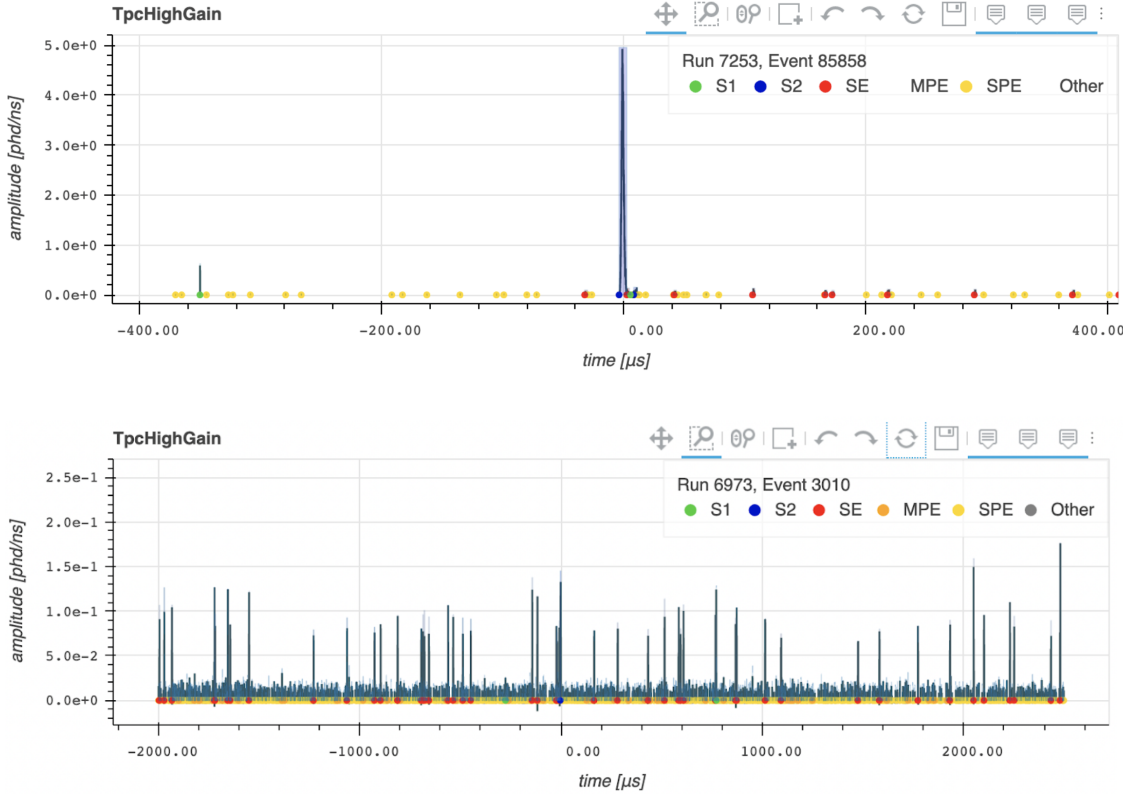 TpcHighGain
Run 7253, Event 85858
S1 S2 SE MPE SPE Other
amplitude [phd/ns]
5.0e+0
4.0e+0
3.0e+0
2.0e+0
1.0e+0
0.0e+0
−400.00 −200.00 0.00 200.00 400.00
time [μs]
TpcHighGain
Run 6973, Event 3010
S1 S2 SE MPE SPE Other
amplitude [phd/ns]
2.5e−1
2.0e−1
1.5e−1
1.0e−1
5.0e−2
0.0e+0
−2000.00 −1000.00 0.00 1000.00 2000.00
time [μs]